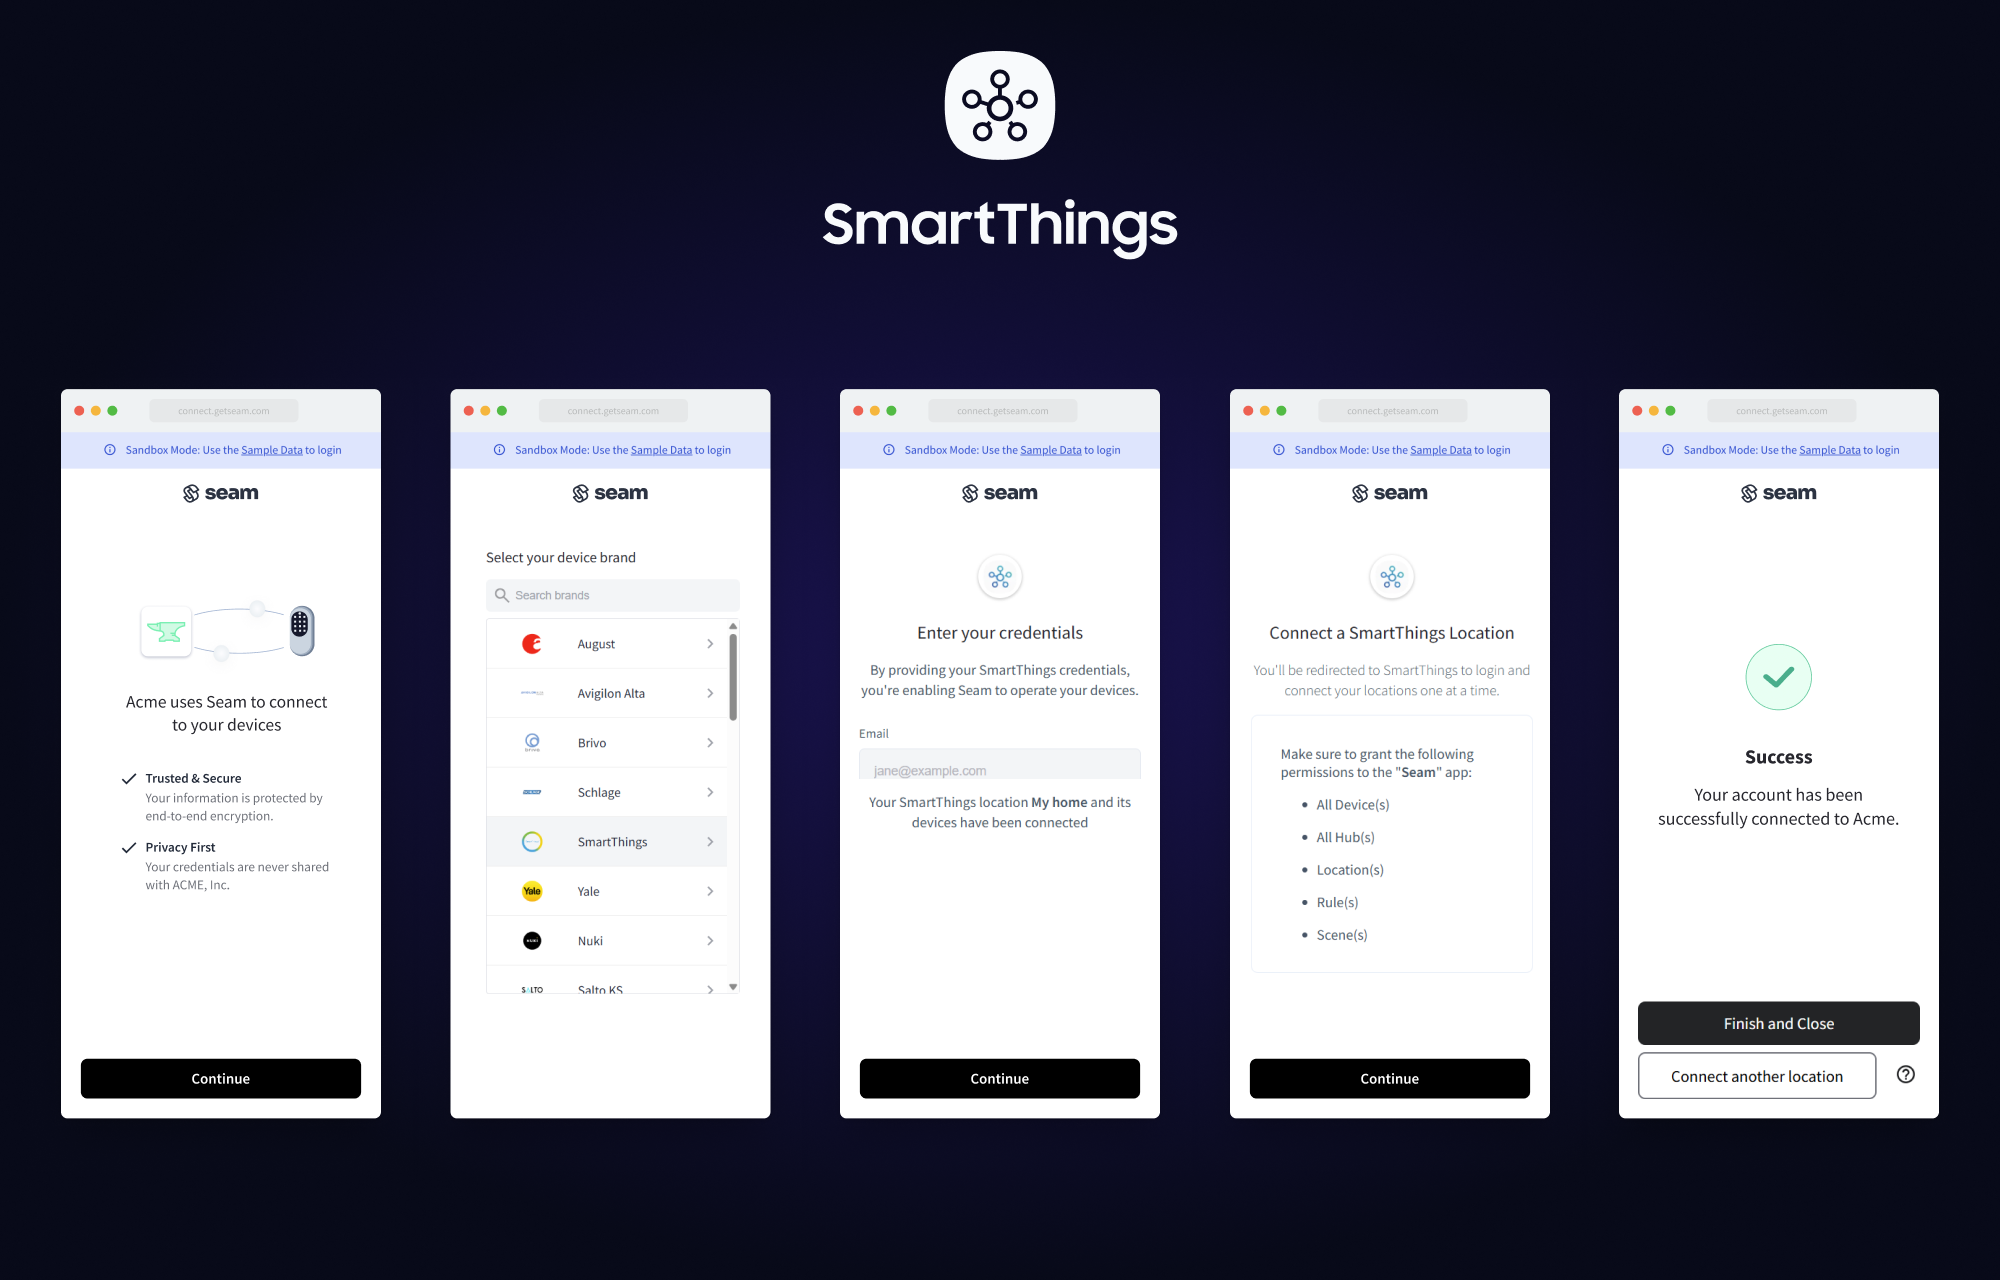 SmartThings
connect.getseam.com
Sandbox Mode: Use the Sample Data to login
seam
Acme uses Seam to connect
to your devices
Trusted & Secure
Your information is protected by
end-to-end encryption.
Privacy First
Your credentials are never shared
with ACME, Inc.
Continue
connect.getseam.com
Sandbox Mode: Use the Sample Data to login
seam
Select your device brand
Search brands
August
Avigilon Alta
Brivo
Schlage
SmartThings
Yale
Yale
NUKI
Nuki
SALTO
Salto KS
connect.getseam.com
Sandbox Mode: Use the Sample Data to login
seam
Enter your credentials
By providing your SmartThings credentials,
you're enabling Seam to operate your devices.
Email
jane@example.com
Your SmartThings location My home and its
devices have been connected
Continue
connect.getseam.com
Sandbox Mode: Use the Sample Data to login
seam
Connect a SmartThings Location
You'll be redirected to SmartThings to login and
connect your locations one at a time.
Make sure to grant the following
permissions to the "Seam" app:
All Device(s)
All Hub(s)
Location(s)
Rule(s)
Scene(s)
Continue
connect.getseam.com
Sandbox Mode: Use the Sample Data to login
seam
Success
Your account has been
successfully connected to Acme.
Finish and Close
Connect another location